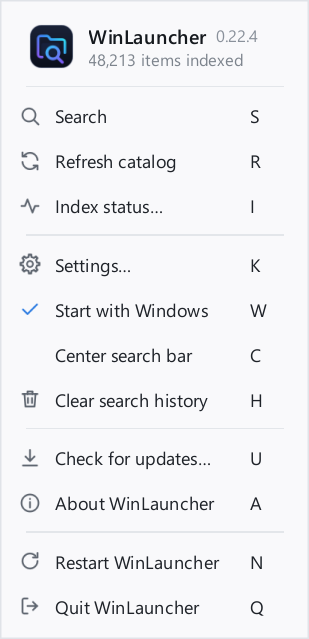 WinLauncher 0.22.4
48,213 items indexed
Search S
Refresh catalog R
Index status... I
Settings... K
Start with Windows W
Center search bar C
Clear search history H
Check for updates... U
About WinLauncher A
Restart WinLauncher N
Quit WinLauncher Q